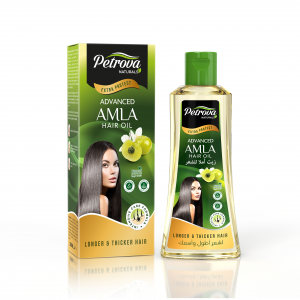 Petrova
NATURALS
EXTRA PROTECT
ADVANCED
AMLA
HAIR OIL
LONGER & THICKER HAIR
Petrova
NATURALS
EXTRA PROTECT
ADVANCED
AMLA
HAIR OIL
زيت أملا للشعر
LONGER & THICKER HAIR
لشعر أطول وأسمك